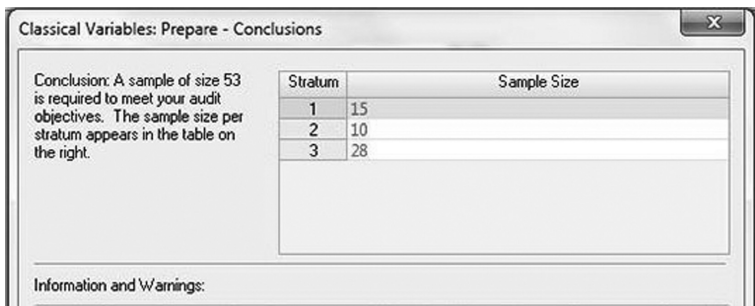 Classical Variables: Prepare - Conclusions
X
Conclusion: A sample of size 53
is required to meet your audit
objectives. The sample size per
stratum appears in the table on
the right.
Stratum Sample Size
1 15
2 10
3 28
Information and Warnings: